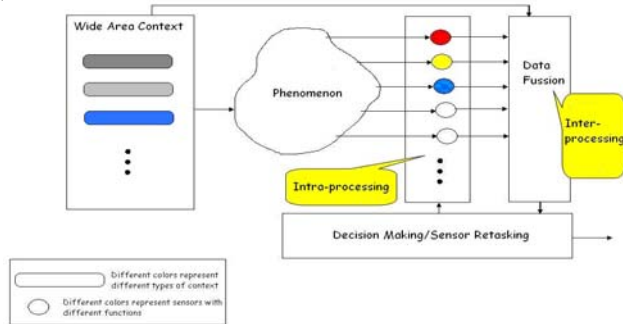 Wide Area Context
Phenomenon
Data
Fussion
Inter-
processing
Intra-processing
Decision Making/Sensor Retasking
Different colors represent
different types of context
Different colors represent sensors with
different functions